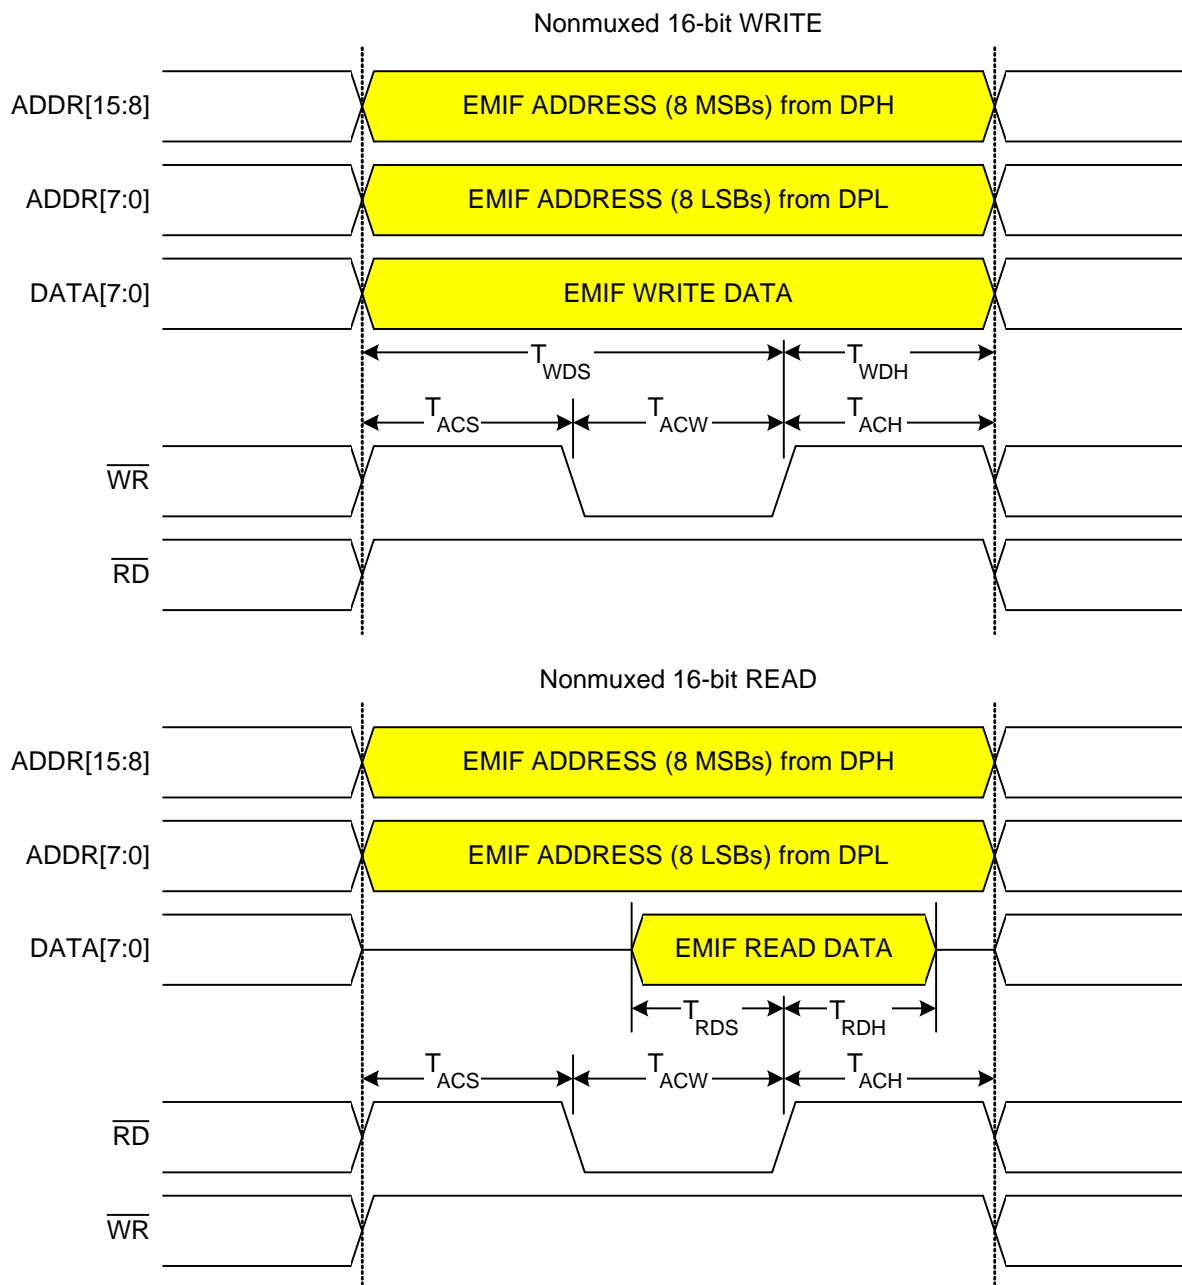 Nonmuxed 16-bit WRITE
ADDR[15:8]
EMIF ADDRESS (8 MSBs) from DPH
ADDR[7:0]
EMIF ADDRESS (8 LSBs) from DPL
DATA[7:0]
EMIF WRITE DATA
TWDS TWDH
TACS TACW TACH
WR
RD
Nonmuxed 16-bit READ
ADDR[15:8]
EMIF ADDRESS (8 MSBs) from DPH
ADDR[7:0]
EMIF ADDRESS (8 LSBs) from DPL
DATA[7:0]
EMIF READ DATA
TRDS TRDH
TACS TACW TACH
RD
WR